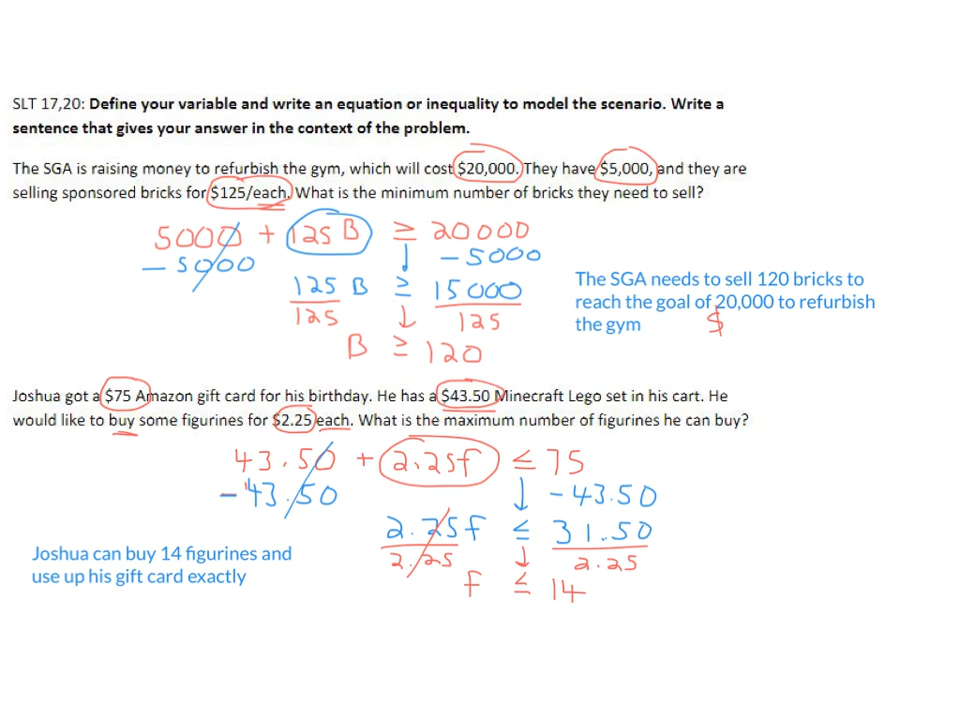 SLT 17,20: Define your variable and write an equation or inequality to model the scenario. Write a
sentence that gives your answer in the context of the problem.
The SGA is raising money to refurbish the gym, which will cost $20,000. They have $5,000, and they are
selling sponsored bricks for $125/each. What is the minimum number of bricks they need to sell?
5000 + 125 B ≥ 20000
- 5000 ↓ - 5000
125 B ≥ 15000
125 ↓ 125
B ≥ 120
The SGA needs to sell 120 bricks to
reach the goal of 20,000 to refurbish
$
the gym
Joshua got a $75 Amazon gift card for his birthday. He has a $43.50 Minecraft Lego set in his cart. He
would like to buy some figurines for $2.25 each. What is the maximum number of figurines he can buy?
43.50 + 2.25f ≤ 75
-43.50 ↓ - 43.50
2.25f ≤ 31.50
2.25 ↓ 2.25
f ≤ 14
Joshua can buy 14 figurines and
use up his gift card exactly